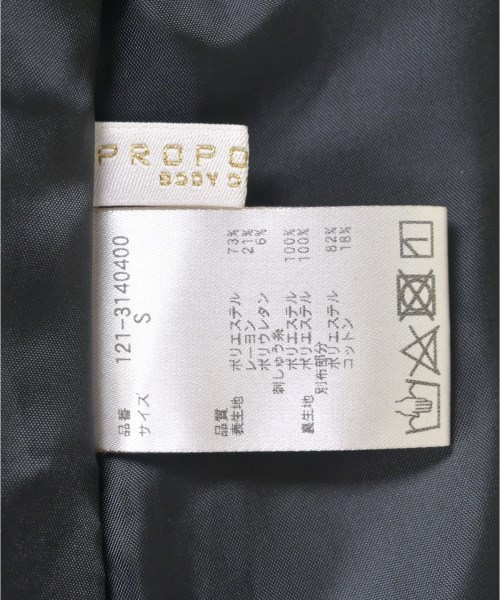 PROPO
BODY D
品番 121-3140400
サイズ S
品質
表生地 ポリエステル 73%
レーヨン 21%
ポリウレタン 6%
刺しゅう糸
ポリエステル 100%
裏生地 ポリエステル 100%
別布部分
ポリエステル 82%
コットン 18%